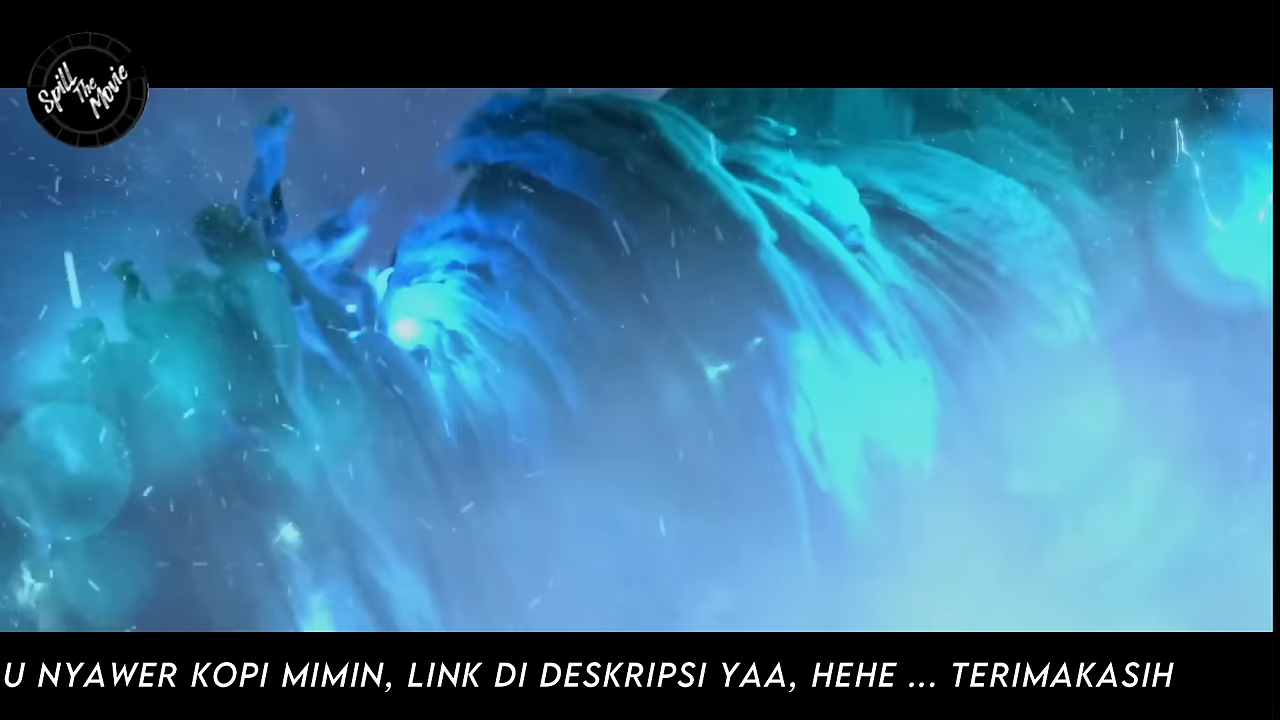 Spill
The
Movie
U NYAWER KOPI MIMIN, LINK DI DESKRIPSI YAA, HEHE ... TERIMAKASIH